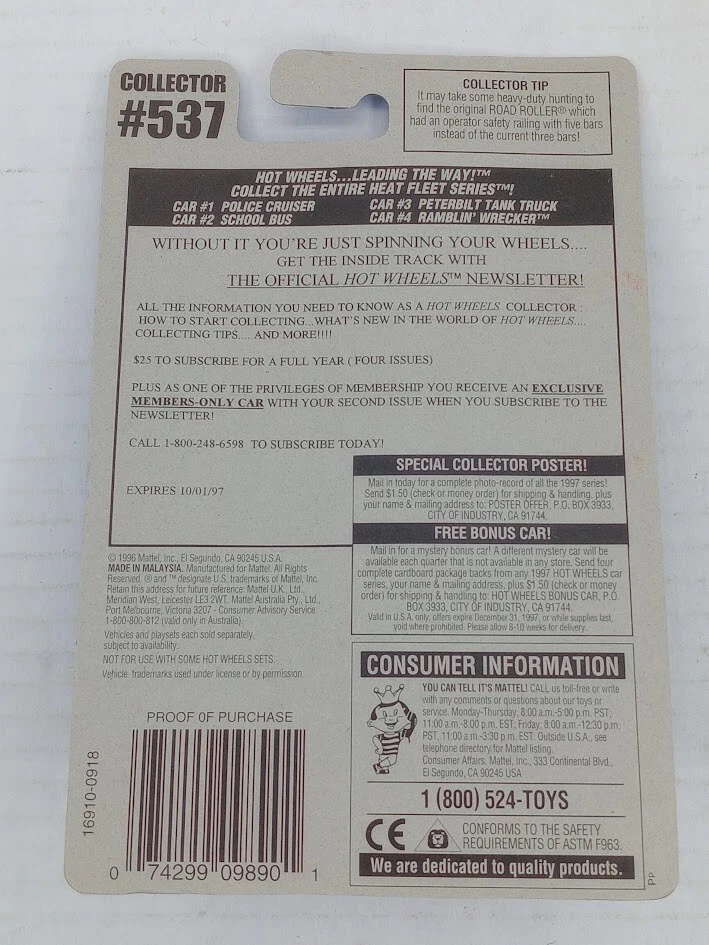 COLLECTOR
#537
COLLECTOR TIP
It may take some heavy-duty hunting to
find the original ROAD ROLLER® which
had an operator safety railing with five bars
instead of the current three bars!
HOT WHEELS...LEADING THE WAY!™
COLLECT THE ENTIRE HEAT FLEET SERIES™!
CAR #1 POLICE CRUISER
CAR #2 SCHOOL BUS
CAR #3 PETERBILT TANK TRUCK
CAR #4 RAMBLIN' WRECKER™
WITHOUT IT YOU'RE JUST SPINNING YOUR WHEELS....
GET THE INSIDE TRACK WITH
THE OFFICIAL HOT WHEELS™ NEWSLETTER!
ALL THE INFORMATION YOU NEED TO KNOW AS A HOT WHEELS COLLECTOR :
HOW TO START COLLECTING...WHAT'S NEW IN THE WORLD OF HOT WHEELS....
COLLECTING TIPS.... AND MORE!!!!
$25 TO SUBSCRIBE FOR A FULL YEAR ( FOUR ISSUES)
PLUS AS ONE OF THE PRIVILEGES OF MEMBERSHIP YOU RECEIVE AN EXCLUSIVE
MEMBERS-ONLY CAR WITH YOUR SECOND ISSUE WHEN YOU SUBSCRIBE TO THE
NEWSLETTER!
CALL 1-800-248-6598 TO SUBSCRIBE TODAY!
EXPIRES 10/01/97
SPECIAL COLLECTOR POSTER!
Mail in today for a complete photo-record of all the 1997 series!
Send $1.50 (check or money order) for shipping & handling, plus
your name & mailing address to: POSTER OFFER, P.O. BOX 3933,
CITY OF INDUSTRY, CA 91744.
FREE BONUS CAR!
Mail in for a mystery bonus car! A different mystery car will be
available each quarter that is not available in any store. Send four
complete cardboard package backs from any 1997 HOT WHEELS car
series, your name & mailing address, plus $1.50 (check or money
order) for shipping & handling to: HOT WHEELS BONUS CAR, P.O.
BOX 3933, CITY OF INDUSTRY, CA 91744.
Valid in U.S.A. only, offers expire December 31, 1997, or while supplies last,
void where prohibited. Please allow 8-10 weeks for delivery.
© 1996 Mattel, Inc., El Segundo, CA 90245 U.S.A.
MADE IN MALAYSIA. Manufactured for Mattel. All Rights
Reserved. ® and ™ designate U.S. trademarks of Mattel, Inc.
Retain this address for future reference: Mattel U.K., Ltd.,
Meridian West, Leicester LE3 2WT. Mattel Australia Pty., Ltd.,
Port Melbourne, Victoria 3207 - Consumer Advisory Service
1-800-800-812 (valid only in Australia).
Vehicles and playsets each sold separately,
subject to availability.
NOT FOR USE WITH SOME HOT WHEELS SETS.
Vehicle trademarks used under license or by permission.
CONSUMER INFORMATION
YOU CAN TELL IT'S MATTEL! CALL us toll-free or write
with any comments or questions about our toys or
service. Monday-Thursday, 8:00 a.m.-5:00 p.m. PST,
11:00 a.m.-8:00 p.m. EST; Friday, 8:00 a.m.-12:30 p.m.
PST, 11:00 a.m.-3:30 p.m. EST. Outside U.S.A., see
telephone directory for Mattel listing.
Consumer Affairs, Mattel, Inc., 333 Continental Blvd.,
El Segundo, CA 90245 USA
1 (800) 524-TOYS
CE
CONFORMS TO THE SAFETY
REQUIREMENTS OF ASTM F963.
We are dedicated to quality products.
PP
PROOF OF PURCHASE
16910-0918
0 74299 09890 1